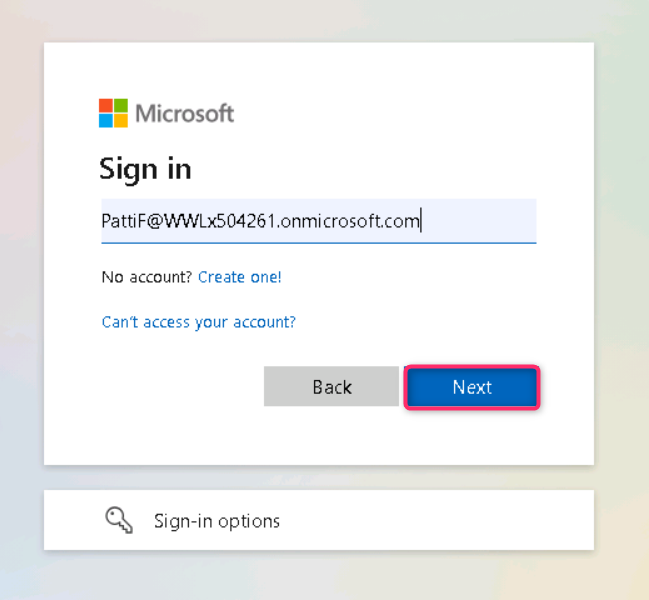 Microsoft
Sign in
PattiF@WWLx504261.onmicrosoft.com
No account? Create one!
Can't access your account?
Back Next
Sign-in options